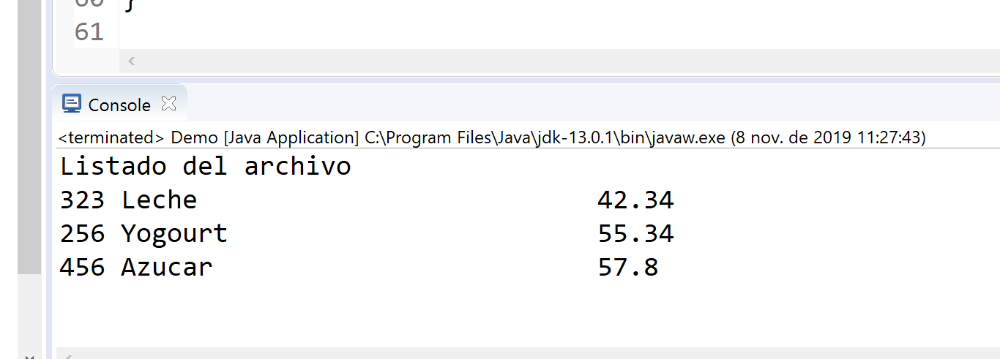 60 }
61
Console
<terminated> Demo [Java Application] C:\Program Files\Java\jdk-13.0.1\bin\javaw.exe (8 nov. de 2019 11:27:43)
Listado del archivo
323 Leche                          42.34
256 Yogourt                        55.34
456 Azucar                         57.8